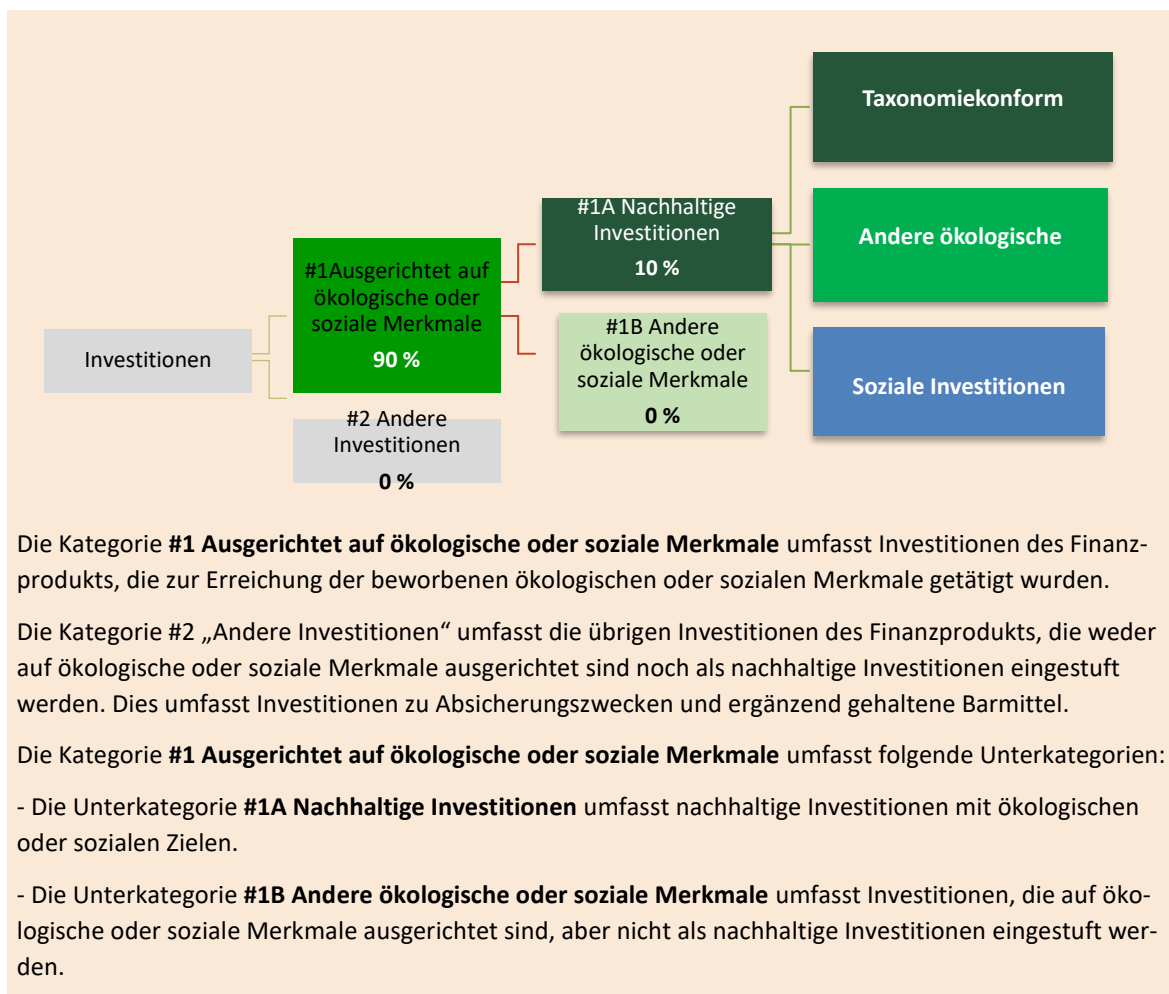 Taxonomiekonform
#1A Nachhaltige
Investitionen
10 %
Andere ökologische
#1Ausgerichtet auf
ökologische oder
soziale Merkmale
90 %
#1B Andere
ökologische oder
soziale Merkmale
0 %
Investitionen
Soziale Investitionen
#2 Andere
Investitionen
0 %
Die Kategorie #1 Ausgerichtet auf ökologische oder soziale Merkmale umfasst Investitionen des Finanz-
produkts, die zur Erreichung der beworbenen ökologischen oder sozialen Merkmale getätigt wurden.
Die Kategorie #2 „Andere Investitionen“ umfasst die übrigen Investitionen des Finanzprodukts, die weder
auf ökologische oder soziale Merkmale ausgerichtet sind noch als nachhaltige Investitionen eingestuft
werden. Dies umfasst Investitionen zu Absicherungszwecken und ergänzend gehaltene Barmittel.
Die Kategorie #1 Ausgerichtet auf ökologische oder soziale Merkmale umfasst folgende Unterkategorien:
- Die Unterkategorie #1A Nachhaltige Investitionen umfasst nachhaltige Investitionen mit ökologischen
oder sozialen Zielen.
- Die Unterkategorie #1B Andere ökologische oder soziale Merkmale umfasst Investitionen, die auf öko-
logische oder soziale Merkmale ausgerichtet sind, aber nicht als nachhaltige Investitionen eingestuft wer-
den.